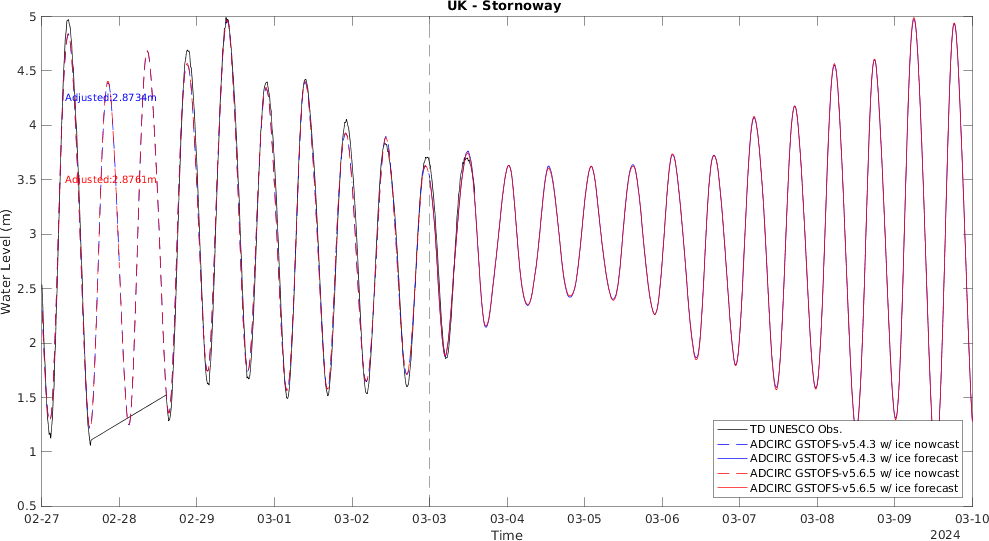 UK - Stornoway
Water Level (m)
5
4.5
4
3.5
3
2.5
2
1.5
1
0.5
Adjusted:2.8734m
Adjusted:2.8761m
TD UNESCO Obs.
ADCIRC GSTOFS-v5.4.3 w/ ice nowcast
ADCIRC GSTOFS-v5.4.3 w/ ice forecast
ADCIRC GSTOFS-v5.6.5 w/ ice nowcast
ADCIRC GSTOFS-v5.6.5 w/ ice forecast
02-27 02-28 02-29 03-01 03-02 03-03 03-04 03-05 03-06 03-07 03-08 03-09 03-10
Time
2024